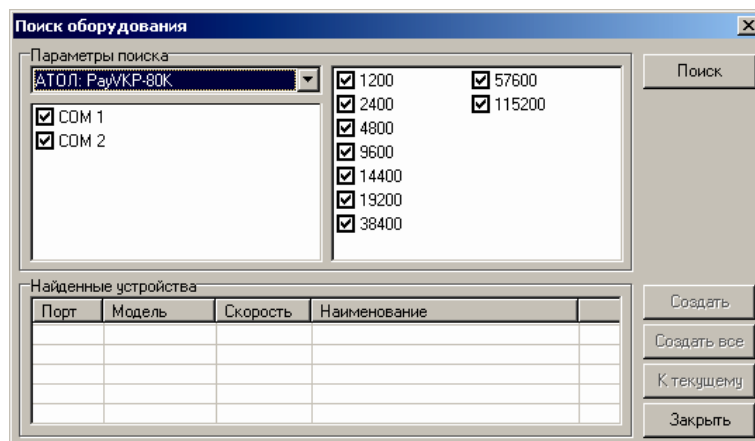 Поиск оборудования
Параметры поиска
АТОЛ: PayVKP-80K
COM 1
COM 2
1200
2400
4800
9600
14400
19200
38400
57600
115200
Поиск
Найденные устройства
Порт Модель Скорость Наименование
Создать
Создать все
К текущему
Закрыть